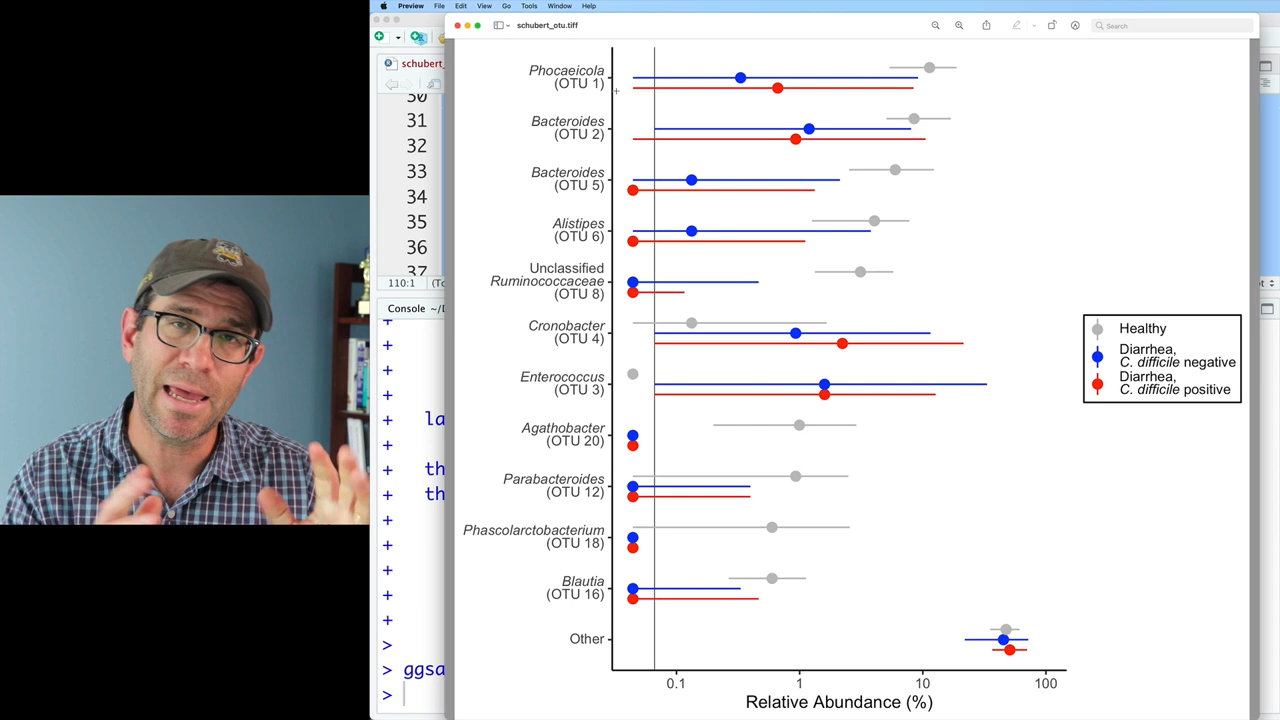 Preview File Edit View Go Tools Window Help
schubert_otu.tiff
Search
schubert_
30
31
32
33
34
35
36
37
110:1
Console ~/D
+
+
+
+
+ la
+
+ th
+ th
+
+
+
+
+
>
> ggsa
>
Phocaeicola
(OTU 1)
Bacteroides
(OTU 2)
Bacteroides
(OTU 5)
Alistipes
(OTU 6)
Unclassified
Ruminococcaceae
(OTU 8)
Cronobacter
(OTU 4)
Enterococcus
(OTU 3)
Agathobacter
(OTU 20)
Parabacteroides
(OTU 12)
Phascolarctobacterium
(OTU 18)
Blautia
(OTU 16)
Other
0.1 1 10 100
Relative Abundance (%)
Healthy
Diarrhea,
C. difficile negative
Diarrhea,
C. difficile positive